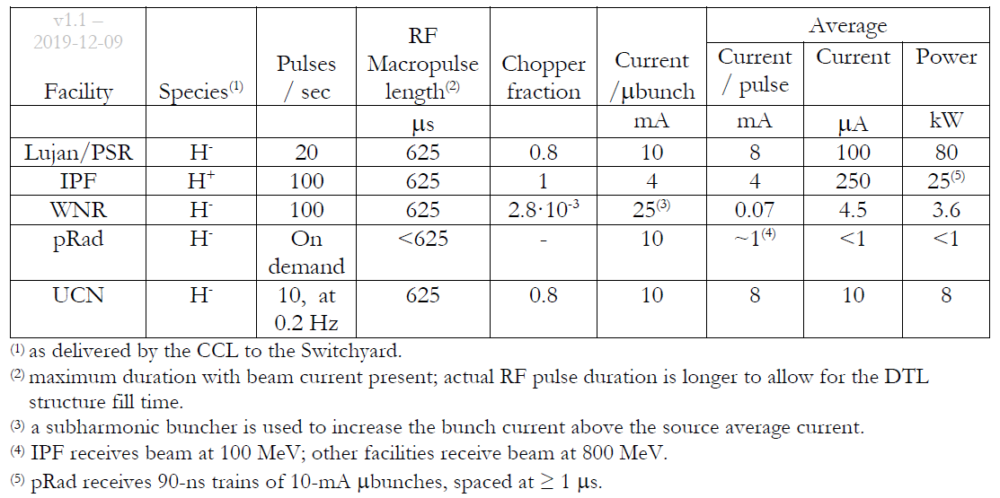 v1.1 –
2019-12-09
Facility Species(1) Pulses / sec RF Macropulse length(2) Chopper fraction Current /μbunch Average Current / pulse Current Power
μs mA mA μA kW
Lujan/PSR H- 20 625 0.8 10 8 100 80
IPF H+ 100 625 1 4 4 250 25(5)
WNR H- 100 625 2.8·10-3 25(3) 0.07 4.5 3.6
pRad H- On demand <625 - 10 ~1(4) <1 <1
UCN H- 10, at 0.2 Hz 625 0.8 10 8 10 8
(1) as delivered by the CCL to the Switchyard.
(2) maximum duration with beam current present; actual RF pulse duration is longer to allow for the DTL
structure fill time.
(3) a subharmonic buncher is used to increase the bunch current above the source average current.
(4) IPF receives beam at 100 MeV; other facilities receive beam at 800 MeV.
(5) pRad receives 90-ns trains of 10-mA μbunches, spaced at ≥ 1 μs.